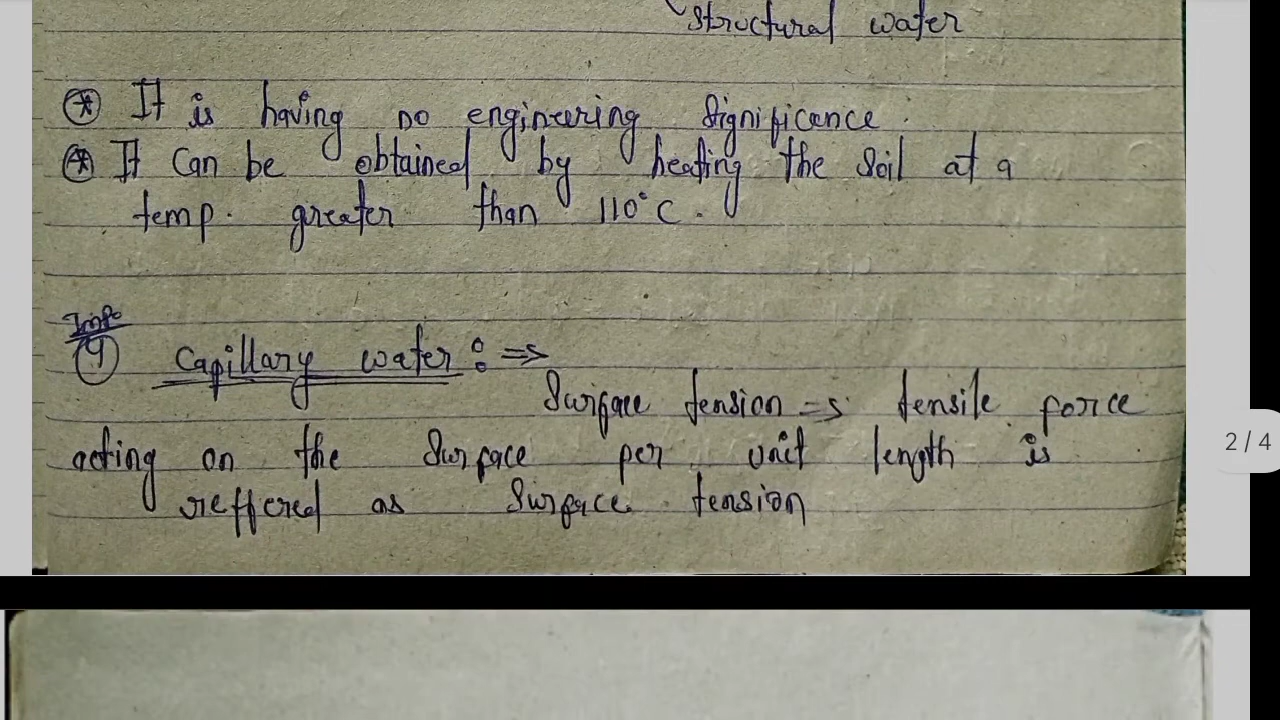 structural water
⊛ It is having no engineering significance.
⊛ It can be obtained by heating the soil at a
temp. greater than 110°C.
Imp.
④ Capillary water : ⇒
Surface tension ⇒ tensile force
acting on the surface per unit length is
reffered as surface tension
2 / 4